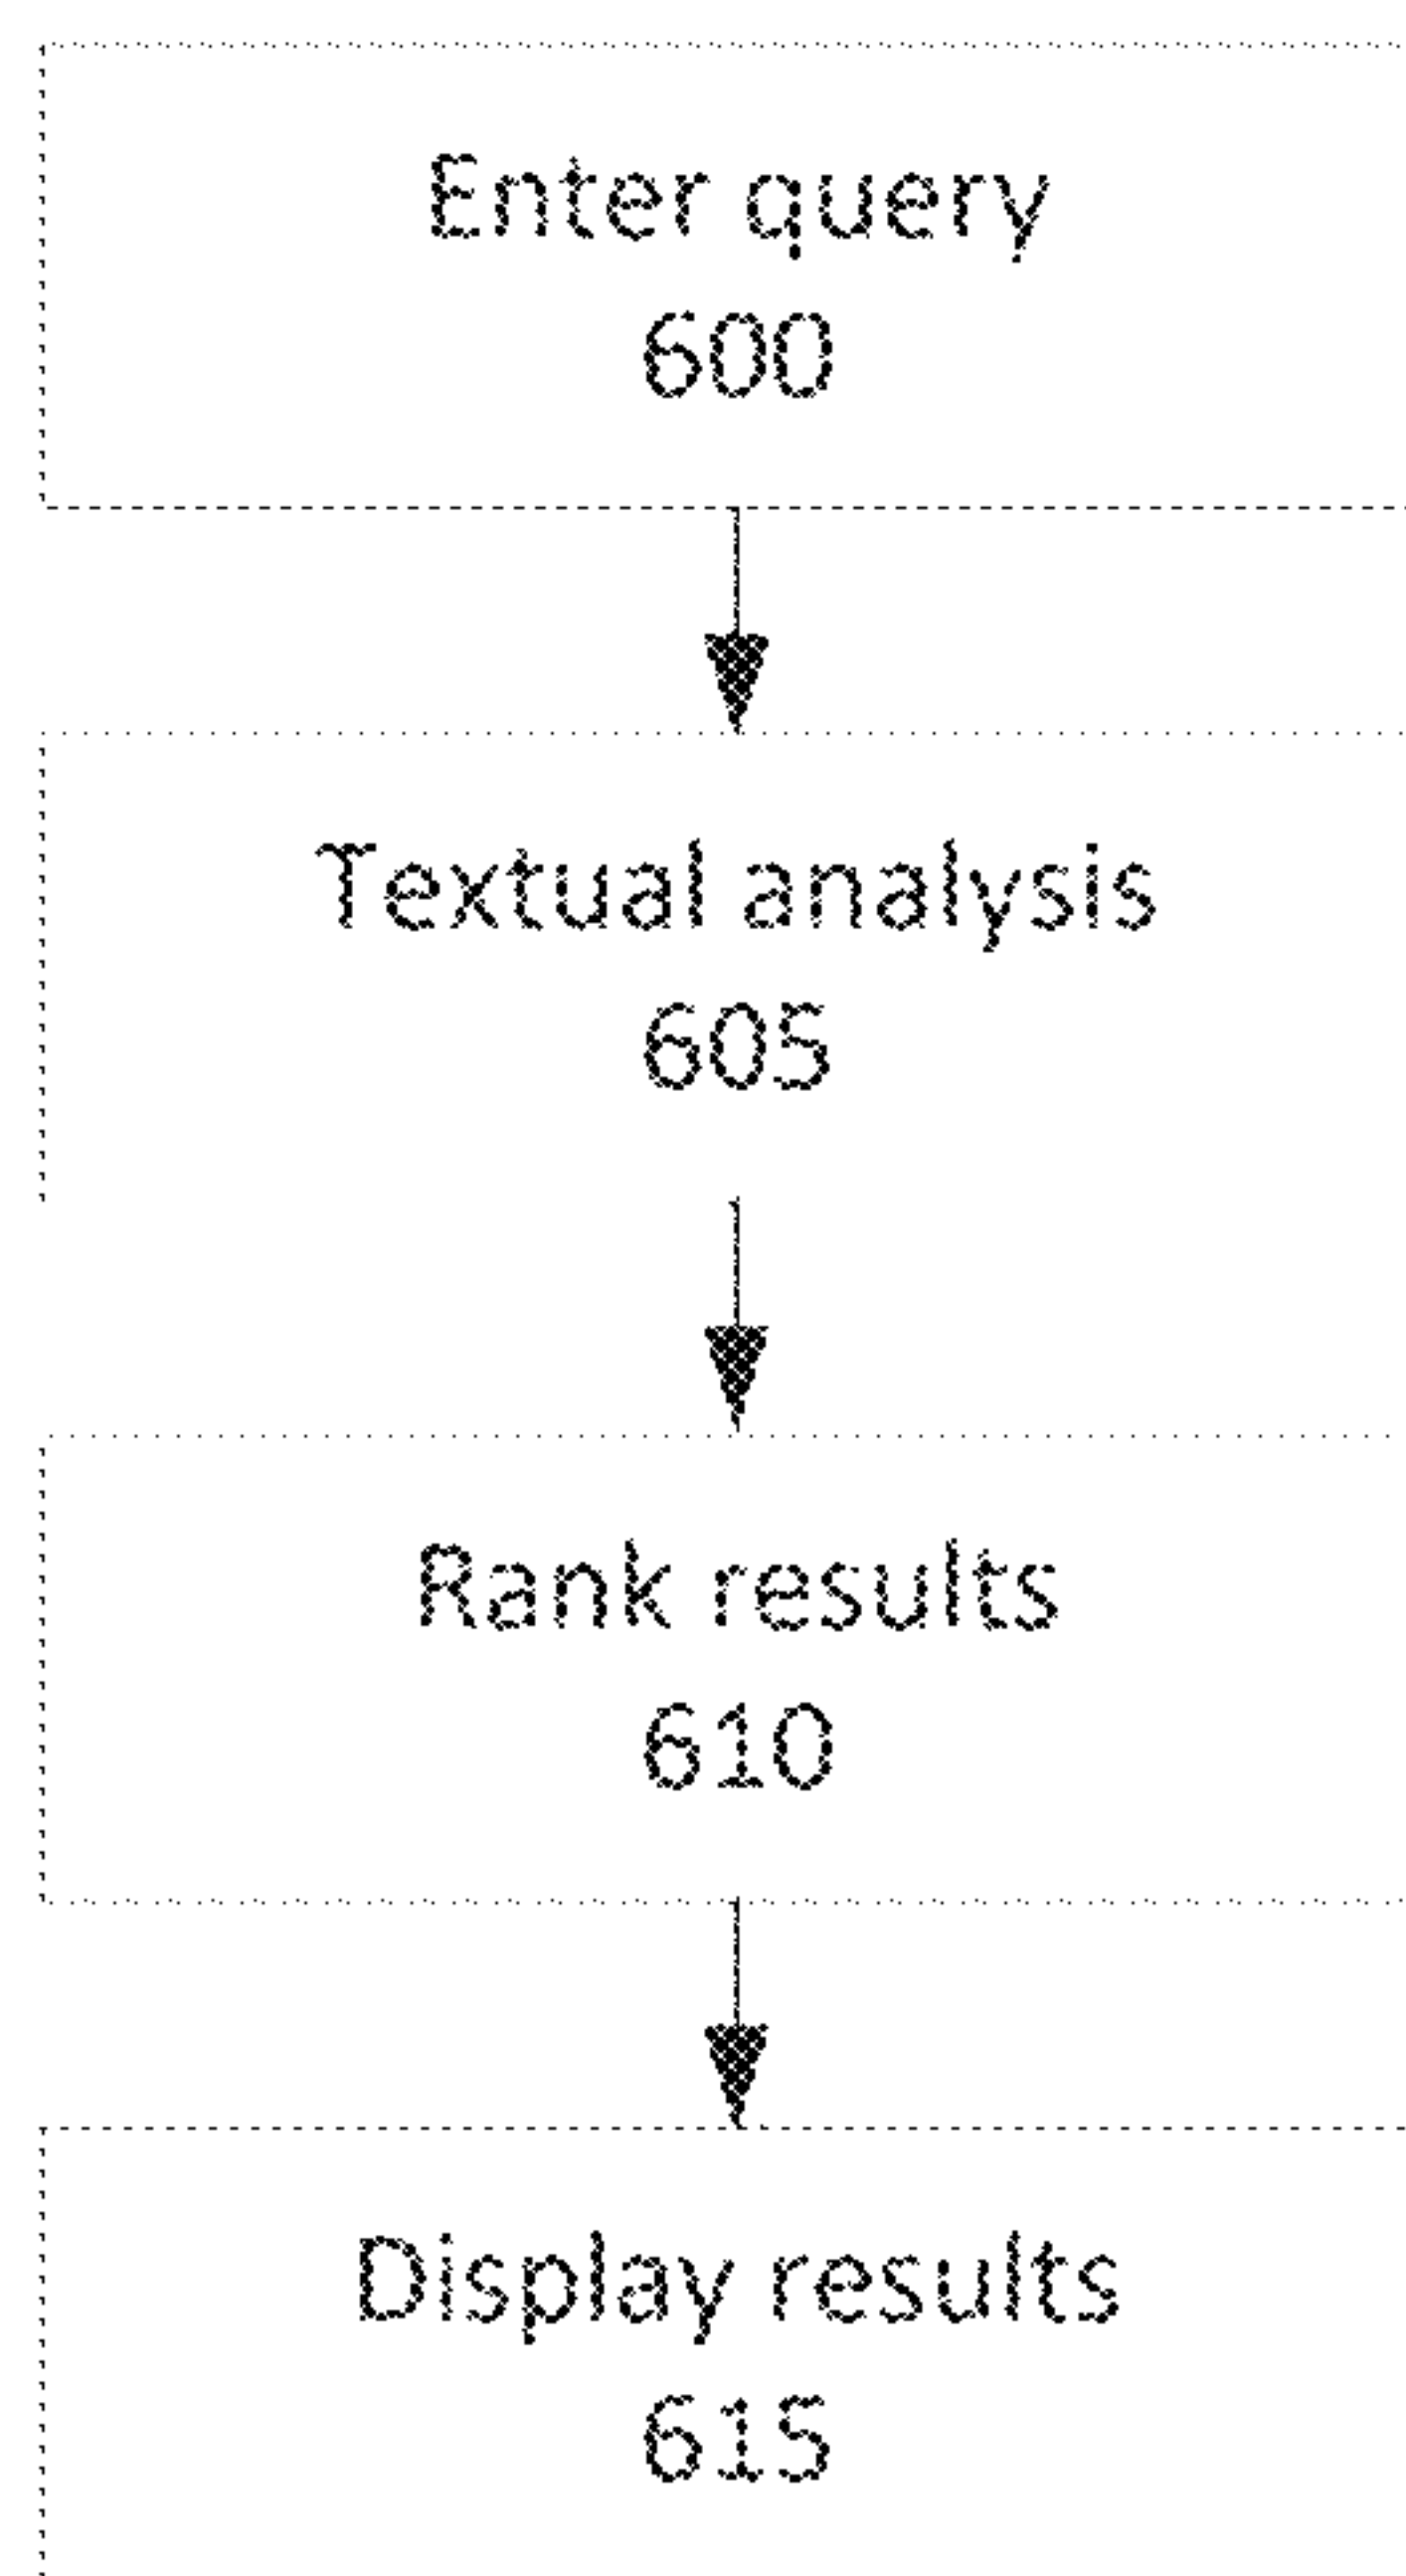 Enter query
600
Textual analysis
605
Rank results
610
Display results
615